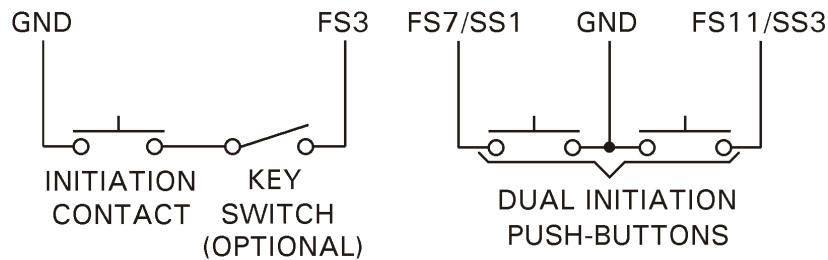 GND FS3 FS7/SS1 GND FS11/SS3
INITIATION
CONTACT
KEY
SWITCH
(OPTIONAL)
DUAL INITIATION
PUSH-BUTTONS